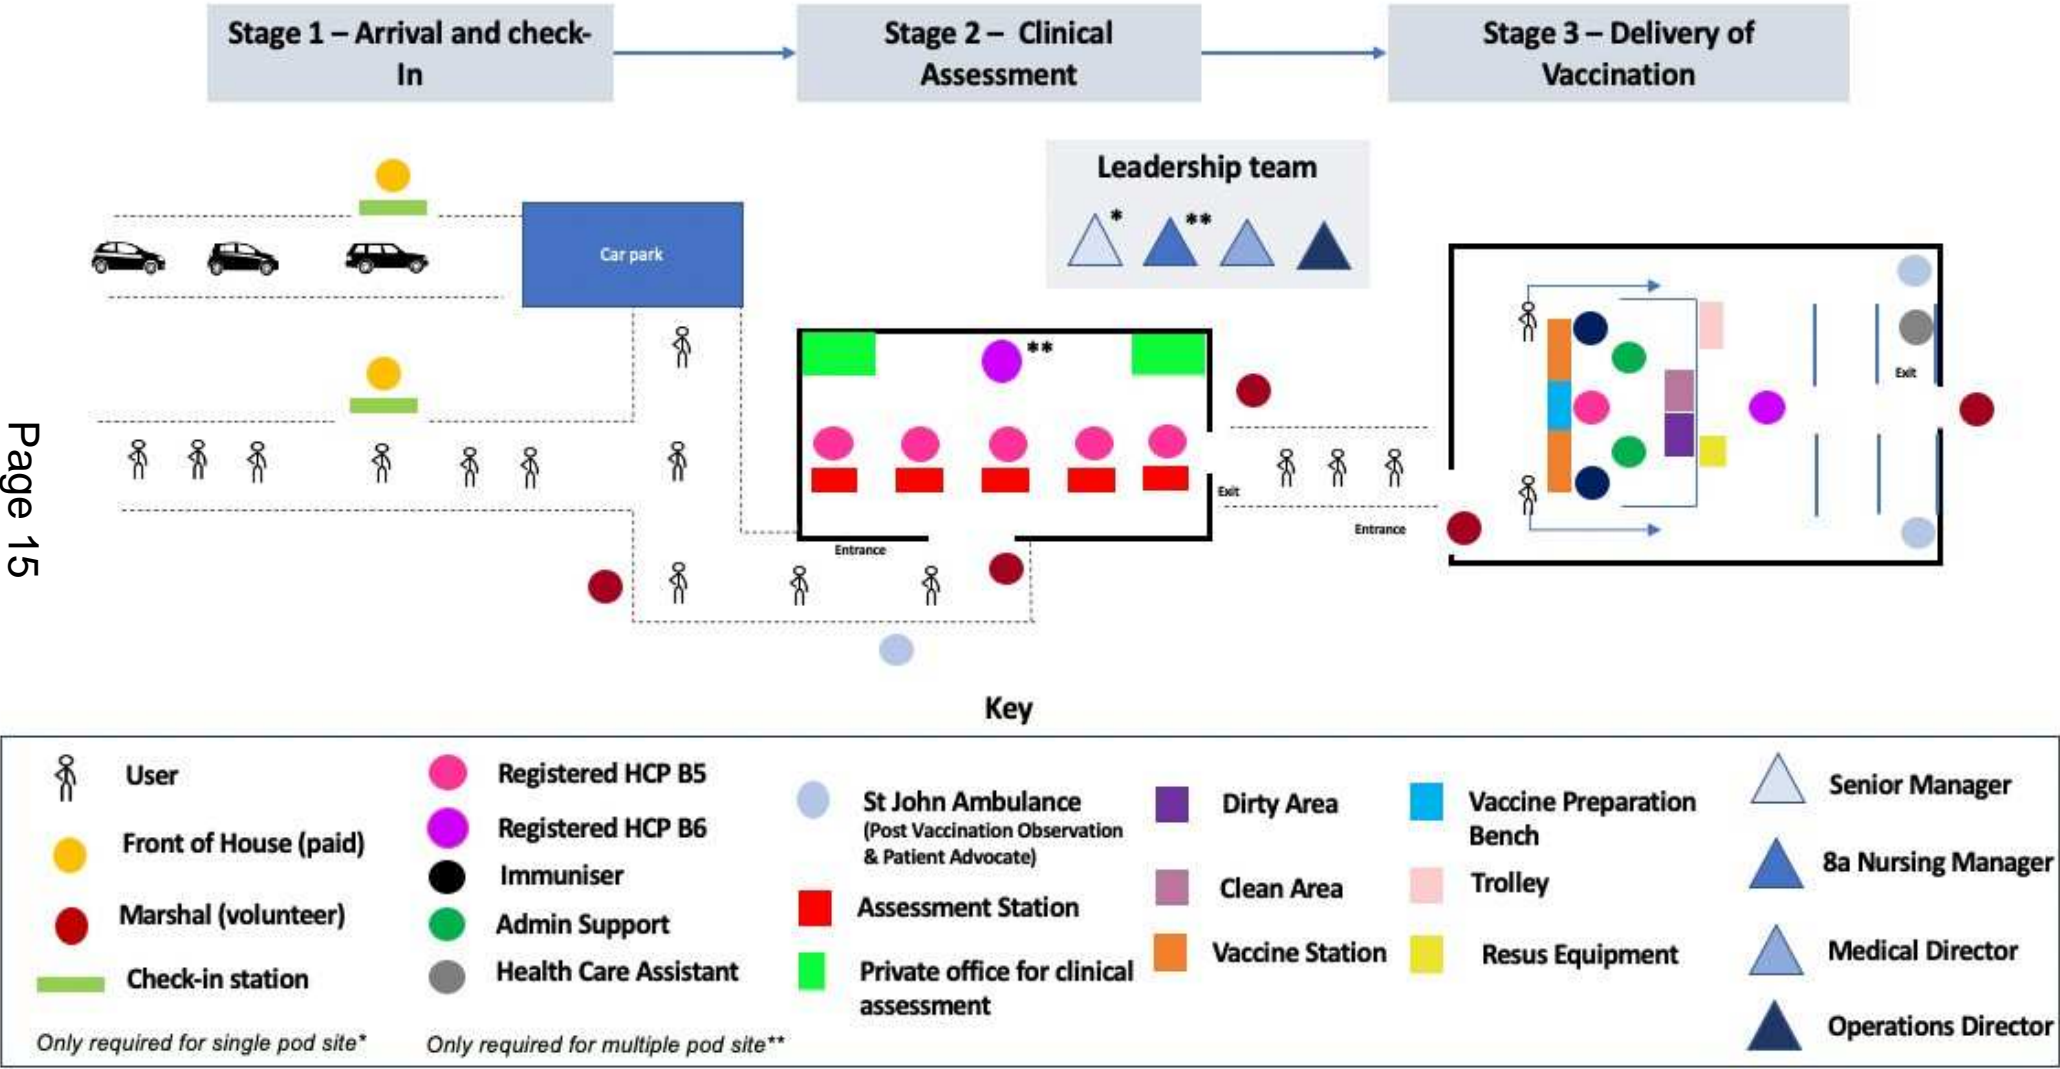 Stage 1 – Arrival and check-
In
Stage 2 – Clinical
Assessment
Stage 3 – Delivery of
Vaccination
Leadership team
*
**
Car park
**
Exit
Entrance
Exit
Entrance
Page 15
Key
User
Front of House (paid)
Marshal (volunteer)
Check-in station
Only required for single pod site*
Registered HCP B5
Registered HCP B6
Immuniser
Admin Support
Health Care Assistant
Only required for multiple pod site**
St John Ambulance
(Post Vaccination Observation
& Patient Advocate)
Assessment Station
Private office for clinical
assessment
Dirty Area
Clean Area
Vaccine Station
Vaccine Preparation
Bench
Trolley
Resus Equipment
Senior Manager
8a Nursing Manager
Medical Director
Operations Director